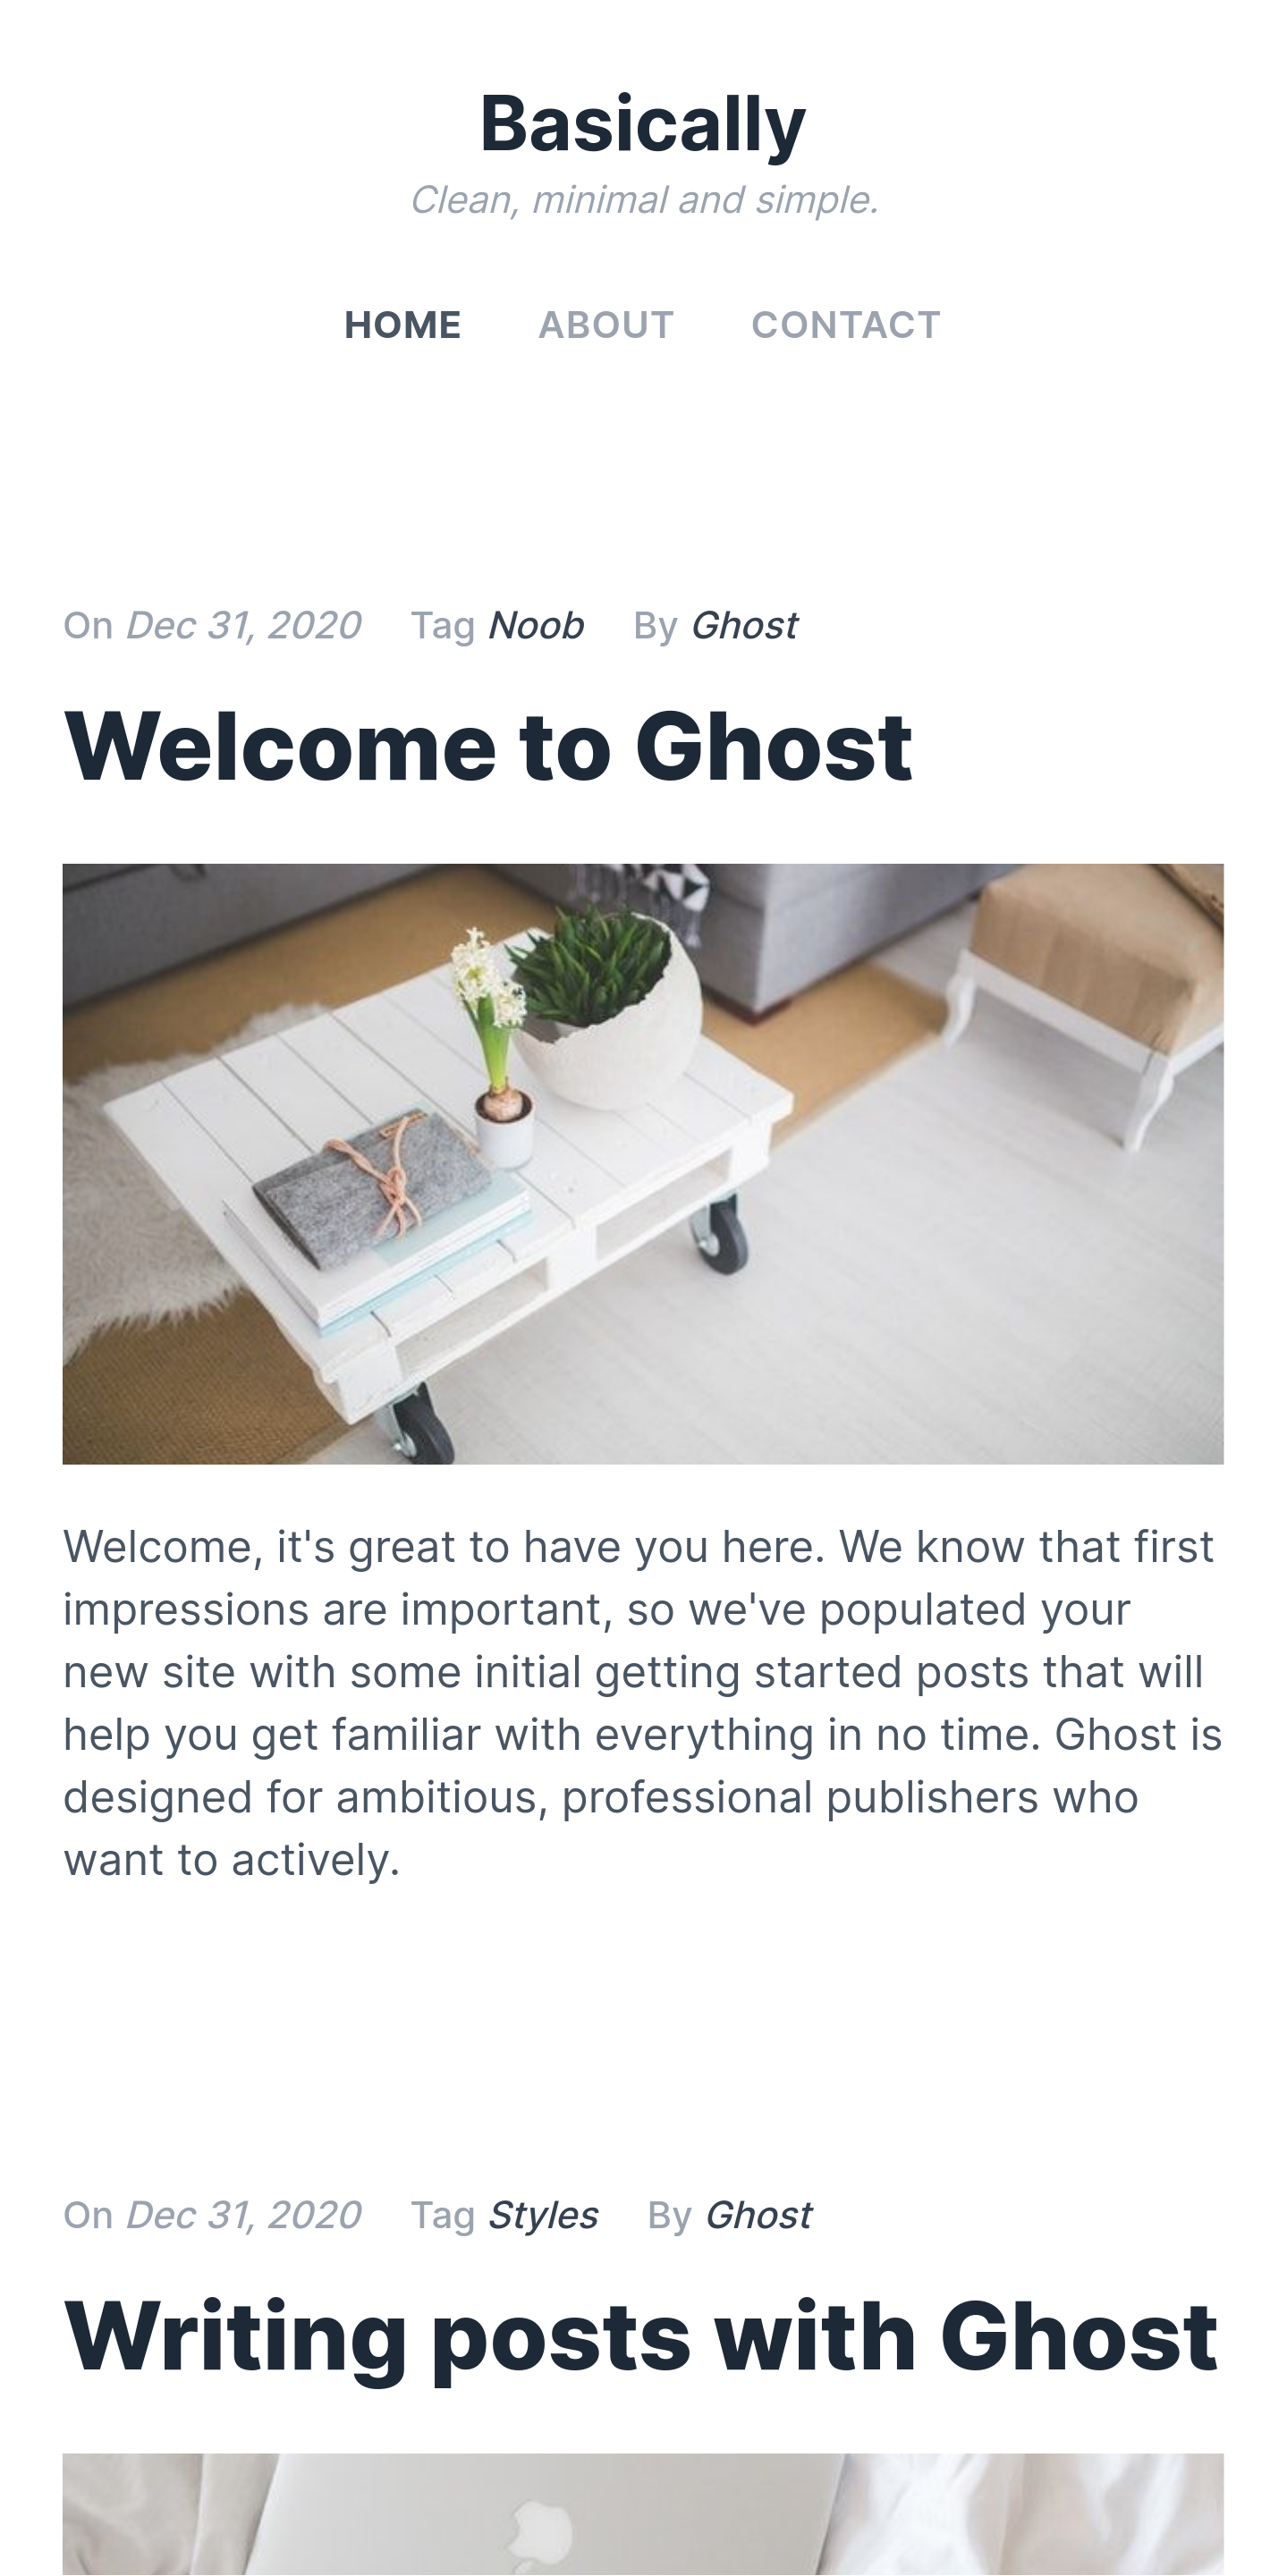 Basically
Clean, minimal and simple.
HOME ABOUT CONTACT
On Dec 31, 2020 Tag Noob By Ghost
Welcome to Ghost
Welcome, it's great to have you here. We know that first
impressions are important, so we've populated your
new site with some initial getting started posts that will
help you get familiar with everything in no time. Ghost is
designed for ambitious, professional publishers who
want to actively.
On Dec 31, 2020 Tag Styles By Ghost
Writing posts with Ghost